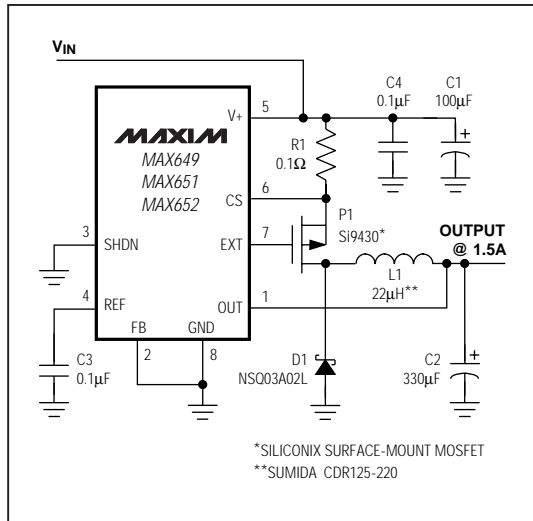 VIN
C4
0.1µF
C1
100µF
+
5
V+
R1
0.1Ω
MAXIM
MAX649
MAX651
MAX652
6
CS
P1
Si9430*
3
SHDN
7
EXT
OUTPUT
@ 1.5A
L1
22µH**
4
REF
1
OUT
FB
GND
2
8
C3
0.1µF
D1
NSQ03A02L
+
C2
330µF
*SILICONIX SURFACE-MOUNT MOSFET
**SUMIDA CDR125-220